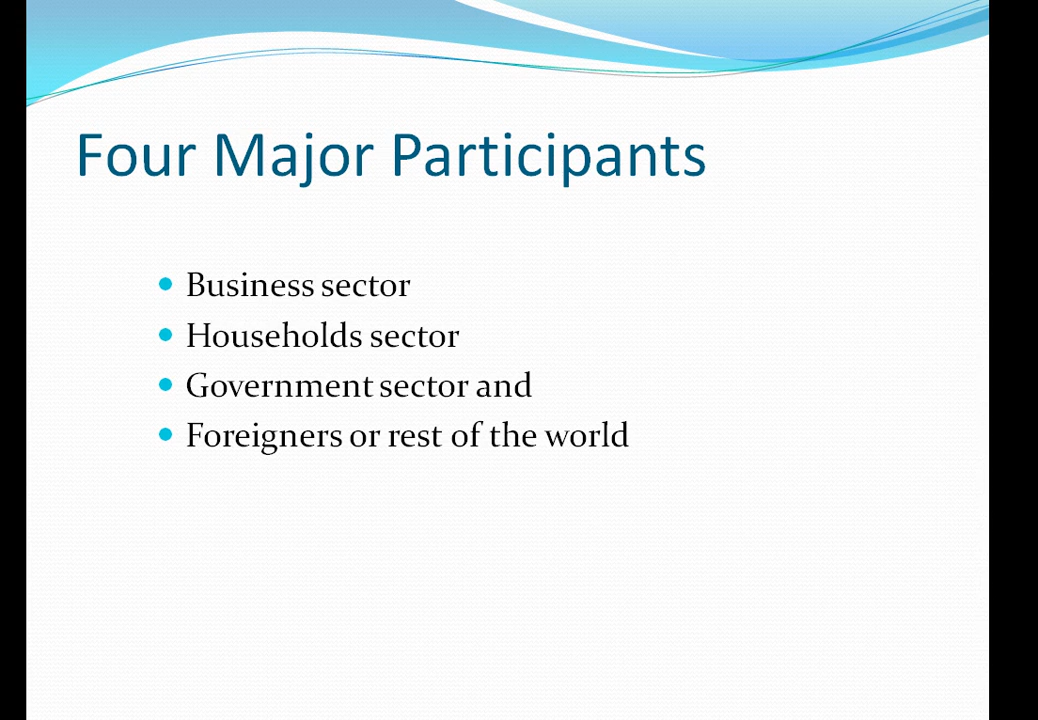 Four Major Participants
Business sector
Households sector
Government sector and
Foreigners or rest of the world